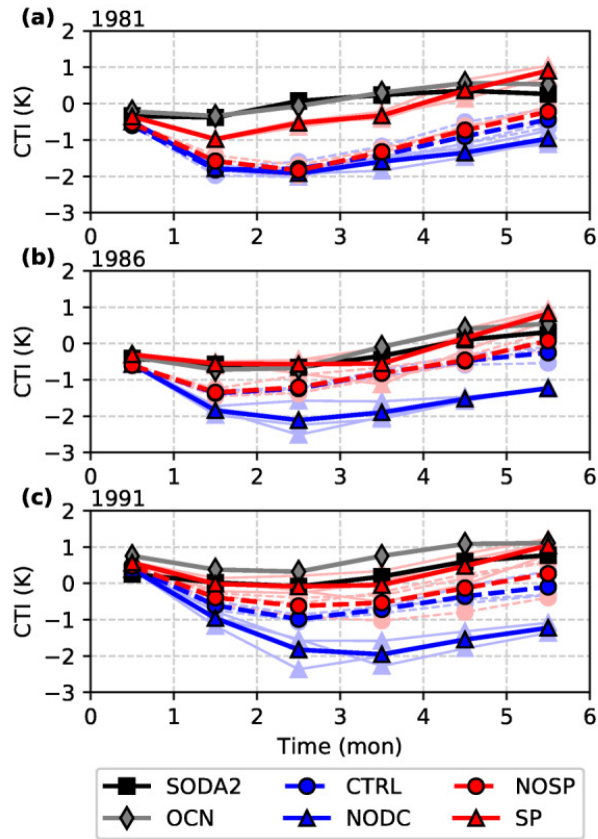 (a) 1981
2
1
0
−1
−2
−3
CTI (K)
0 1 2 3 4 5 6
(b) 1986
2
1
0
−1
−2
−3
CTI (K)
0 1 2 3 4 5 6
(c) 1991
2
1
0
−1
−2
−3
CTI (K)
0 1 2 3 4 5 6
Time (mon)
SODA2 CTRL NOSP
OCN NODC SP